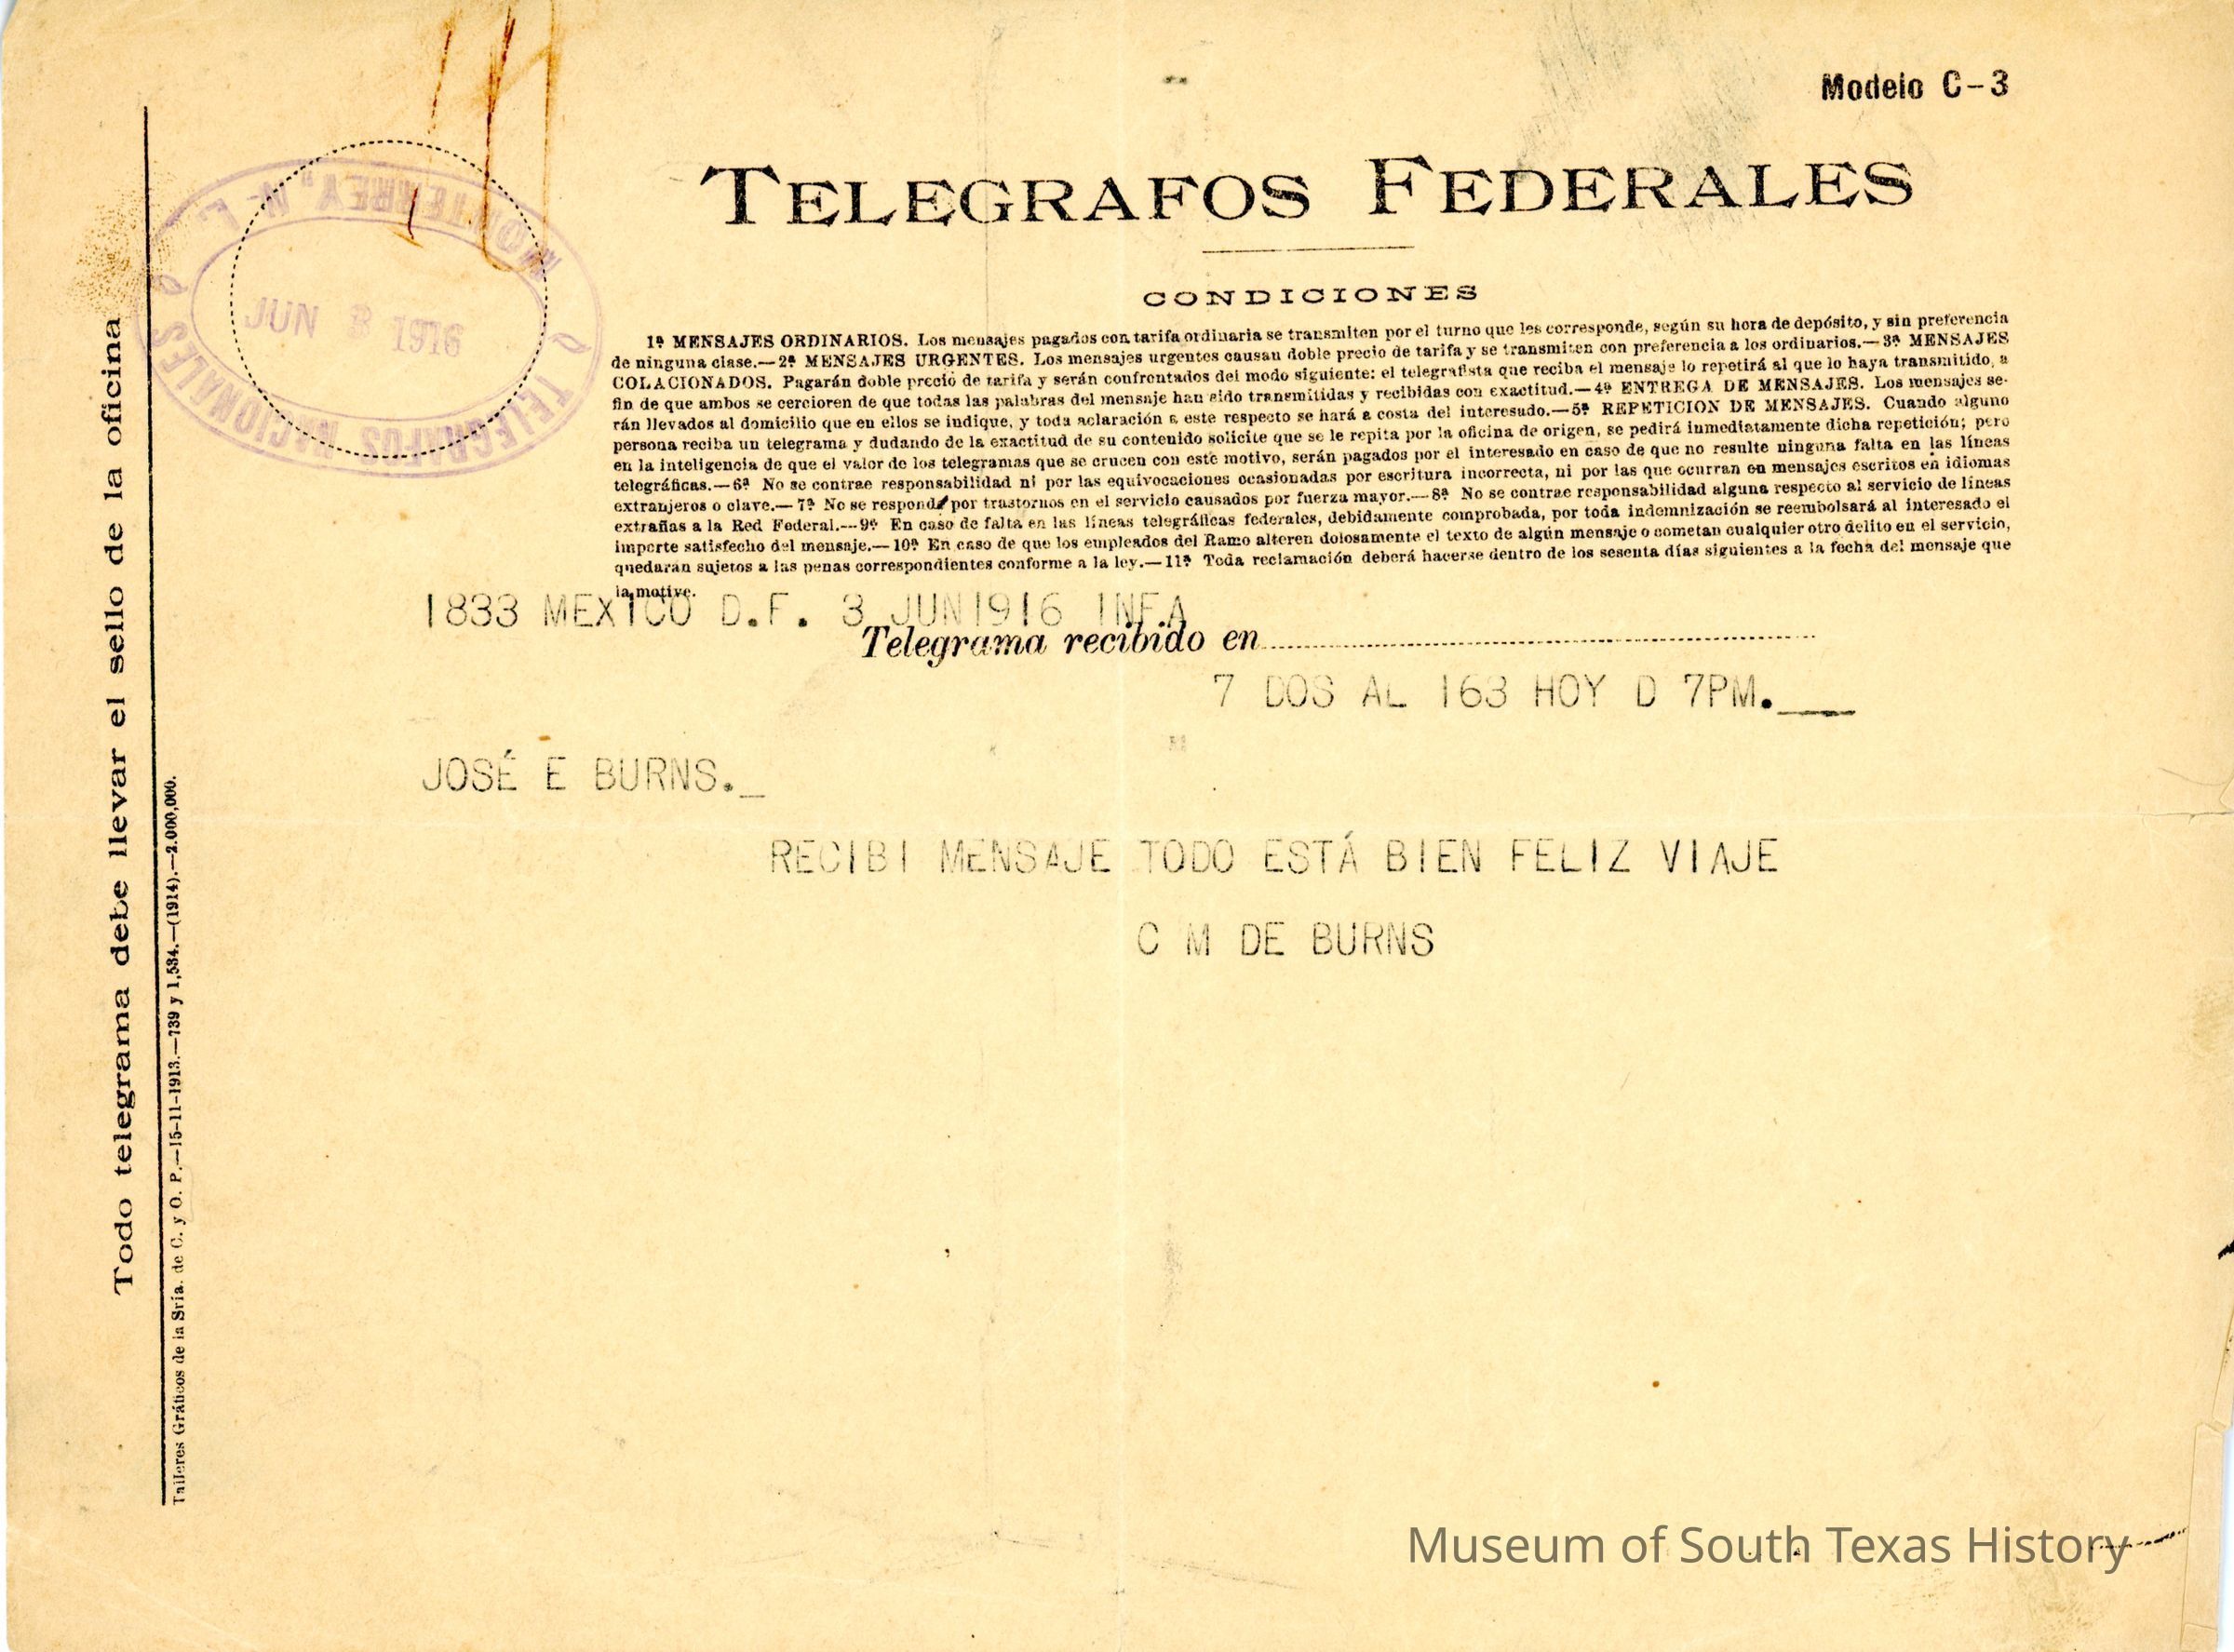 Modelo C-3
TELEGRAFOS FEDERALES
CONDICIONES
1ª MENSAJES ORDINARIOS. Los mensajes pagados con tarifa ordinaria se transmiten por el turno que les corresponde, según su hora de depósito, y sin preferencia
de ninguna clase.—2ª MENSAJES URGENTES. Los mensajes urgentes causan doble precio de tarifa y se transmiten con preferencia a los ordinarios.—3ª MENSAJES
COLACIONADOS. Pagarán doble precio de tarifa y serán confrontados del modo siguiente: el telegrafista que reciba el mensaje lo repetirá al que lo haya transmitido, a
fin de que ambos se cercioren de que todas las palabras del mensaje han sido transmitidas y recibidas con exactitud.—4ª ENTREGA DE MENSAJES. Los mensajes se-
rán llevados al domicilio que en ellos se indique, y toda aclaración a este respecto se hará a costa del interesado.—5ª REPETICION DE MENSAJES. Cuando alguno
persona reciba un telegrama y dudando de la exactitud de su contenido solicite que se le repita por la oficina de origen, se pedirá inmediatamente dicha repetición; pero
en la inteligencia de que el valor de los telegramas que se crucen con este motivo, serán pagados por el interesado en caso de que no resulte ninguna falta en las líneas
telegráficas.—6ª No se contrae responsabilidad ni por las equivocaciones ocasionadas por escritura incorrecta, ni por las que ocurran en mensajes escritos en idiomas
extranjeros o clave.—7ª No se responde por trastornos en el servicio causados por fuerza mayor.—8ª No se contrae responsabilidad alguna respecto al servicio de líneas
extrañas a la Red Federal.—9ª En caso de falta en las líneas telegráficas federales, debidamente comprobada, por toda indemnización se reembolsará al interesado el
importe satisfecho del mensaje.—10ª En caso de que los empleados del Ramo alteren dolosamente el texto de algún mensaje o cometan cualquier otro delito en el servicio,
quedarán sujetos a las penas correspondientes conforme a la ley.—11ª Toda reclamación deberá hacerse dentro de los sesenta días siguientes a la fecha del mensaje que
la motive.
1833 MEXICO D.F. 3 JUN1916 INFA
Telegrama recibido en
7 DOS AL 163 HOY D 7PM.
JOSÉ E BURNS.
RECIBI MENSAJE TODO ESTÁ BIEN FELIZ VIAJE
C M DE BURNS
Todo telegrama debe llevar el sello de la oficina
Talleres Gráficos de la Sría. de C. y O. P.—15-11-1913.—739 y 1,534.—(1914).—2.000,000.
TELEGRAFOS NACIONALES
JUN 3 1916
Museum of South Texas History